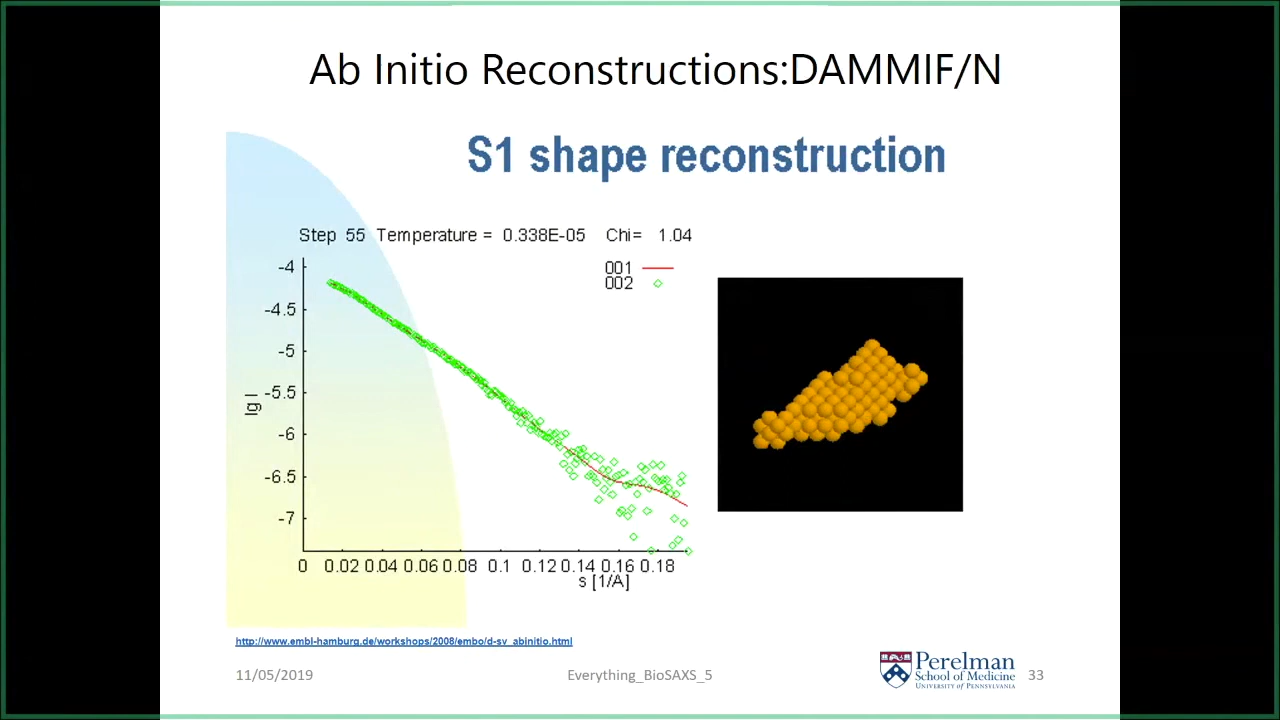 Ab Initio Reconstructions:DAMMIF/N
S1 shape reconstruction
Step 55 Temperature = 0.338E-05 Chi= 1.04
001
002
-4
-4.5
-5
-5.5
-6
-6.5
-7
lg I
0 0.02 0.04 0.06 0.08 0.1 0.12 0.14 0.16 0.18
s [1/A]
http://www.embl-hamburg.de/workshops/2008/embo/d-sv_abinitio.html
11/05/2019
Everything_BioSAXS_5
Perelman
School of Medicine
University of Pennsylvania
33